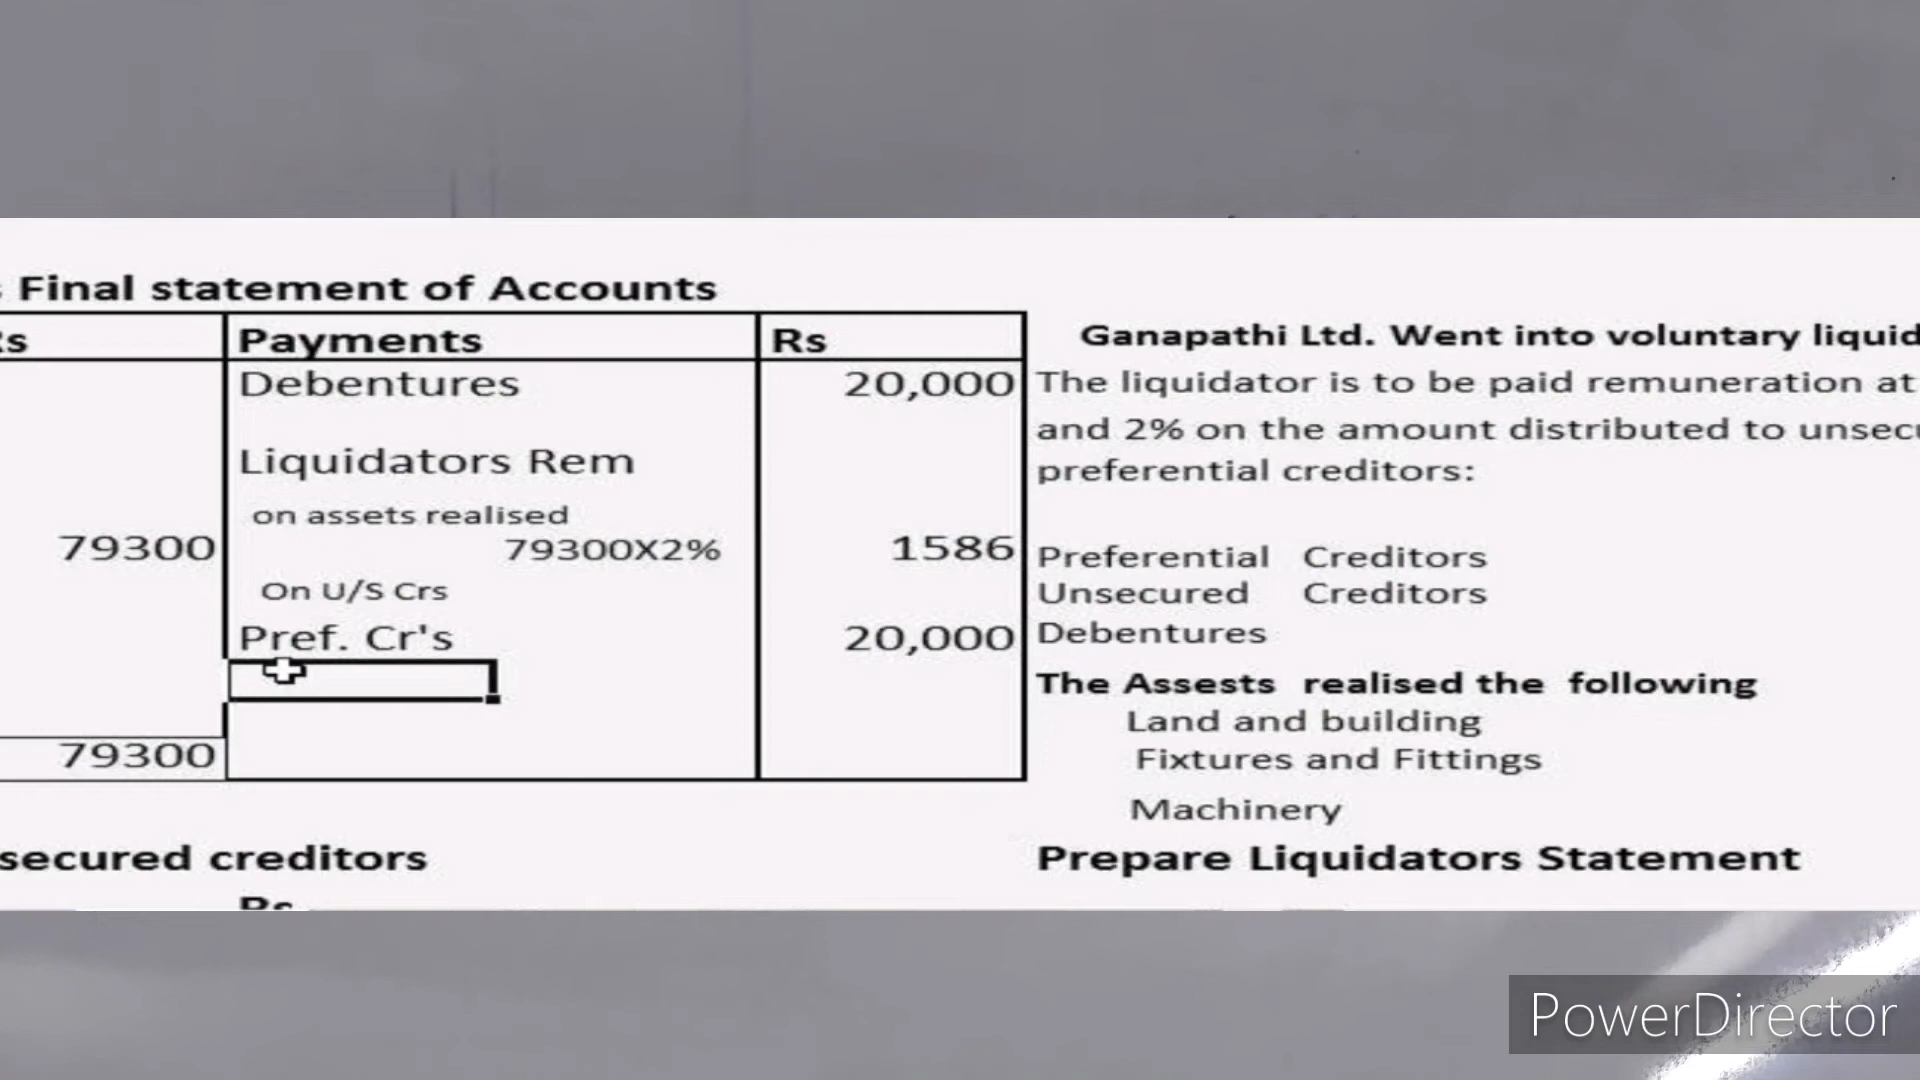 Final statement of Accounts
Payments Rs
Debentures 20,000
Liquidators Rem
on assets realised
79300 79300X2% 1586
On U/S Crs
Pref. Cr's 20,000
79300
Ganapathi Ltd. Went into voluntary
The liquidator is to be paid remuneration at
and 2% on the amount distributed to
preferential creditors:
Preferential Creditors
Unsecured Creditors
Debentures
The Assests realised the following
Land and building
Fixtures and Fittings
Machinery
creditors
Prepare Liquidators Statement
PowerDirector